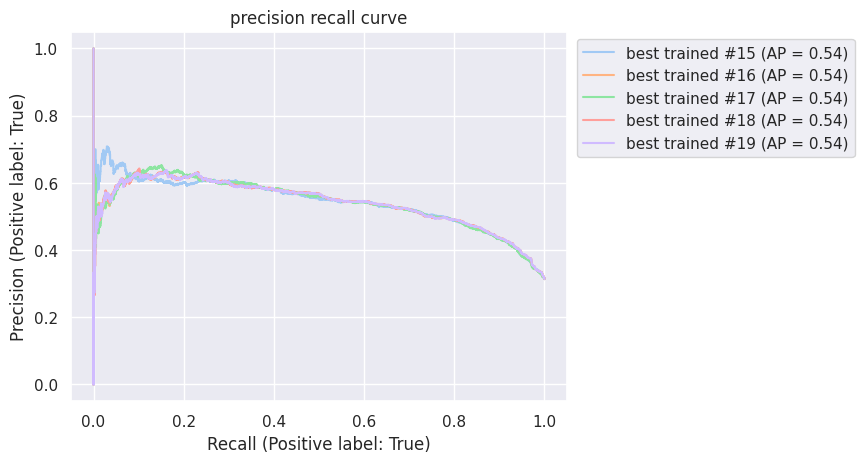 precision recall curve
best trained #15 (AP = 0.54)
best trained #16 (AP = 0.54)
best trained #17 (AP = 0.54)
best trained #18 (AP = 0.54)
best trained #19 (AP = 0.54)
Precision (Positive label: True)
1.0
0.8
0.6
0.4
0.2
0.0
0.0 0.2 0.4 0.6 0.8 1.0
Recall (Positive label: True)